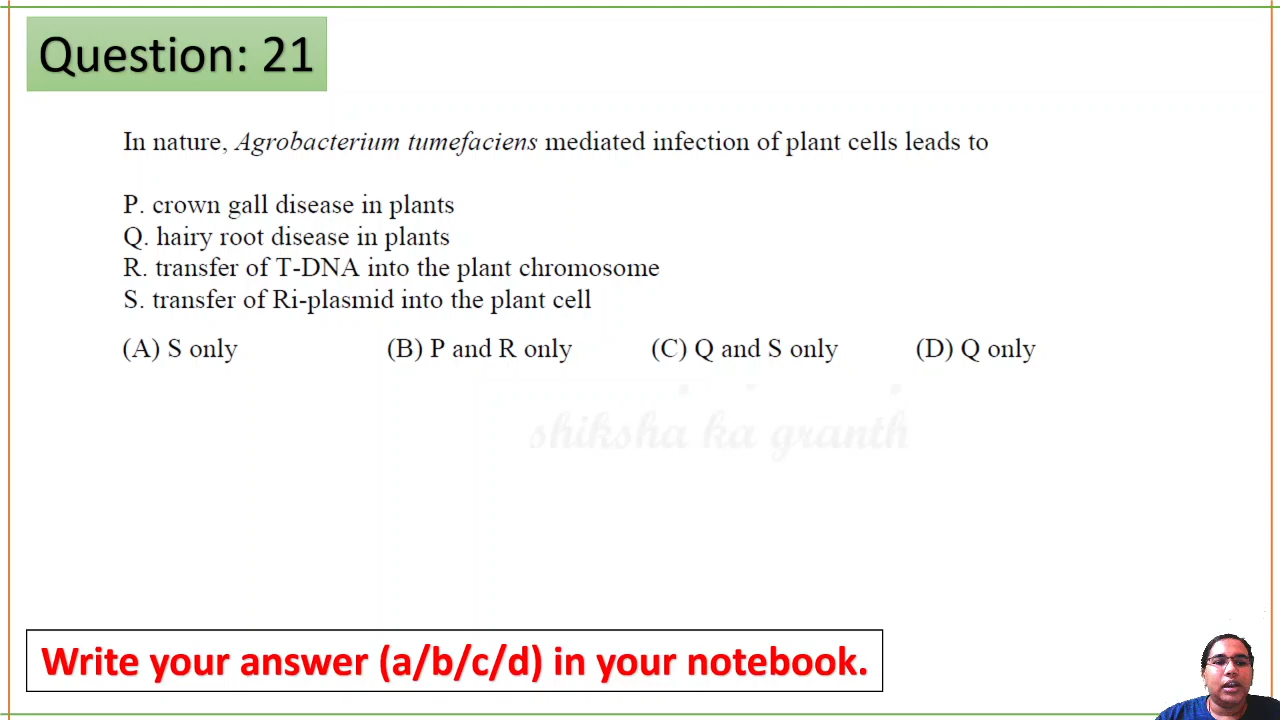 Question: 21
In nature, Agrobacterium tumefaciens mediated infection of plant cells leads to
P. crown gall disease in plants
Q. hairy root disease in plants
R. transfer of T-DNA into the plant chromosome
S. transfer of Ri-plasmid into the plant cell
(A) S only (B) P and R only (C) Q and S only (D) Q only
shiksha ka granth
Write your answer (a/b/c/d) in your notebook.